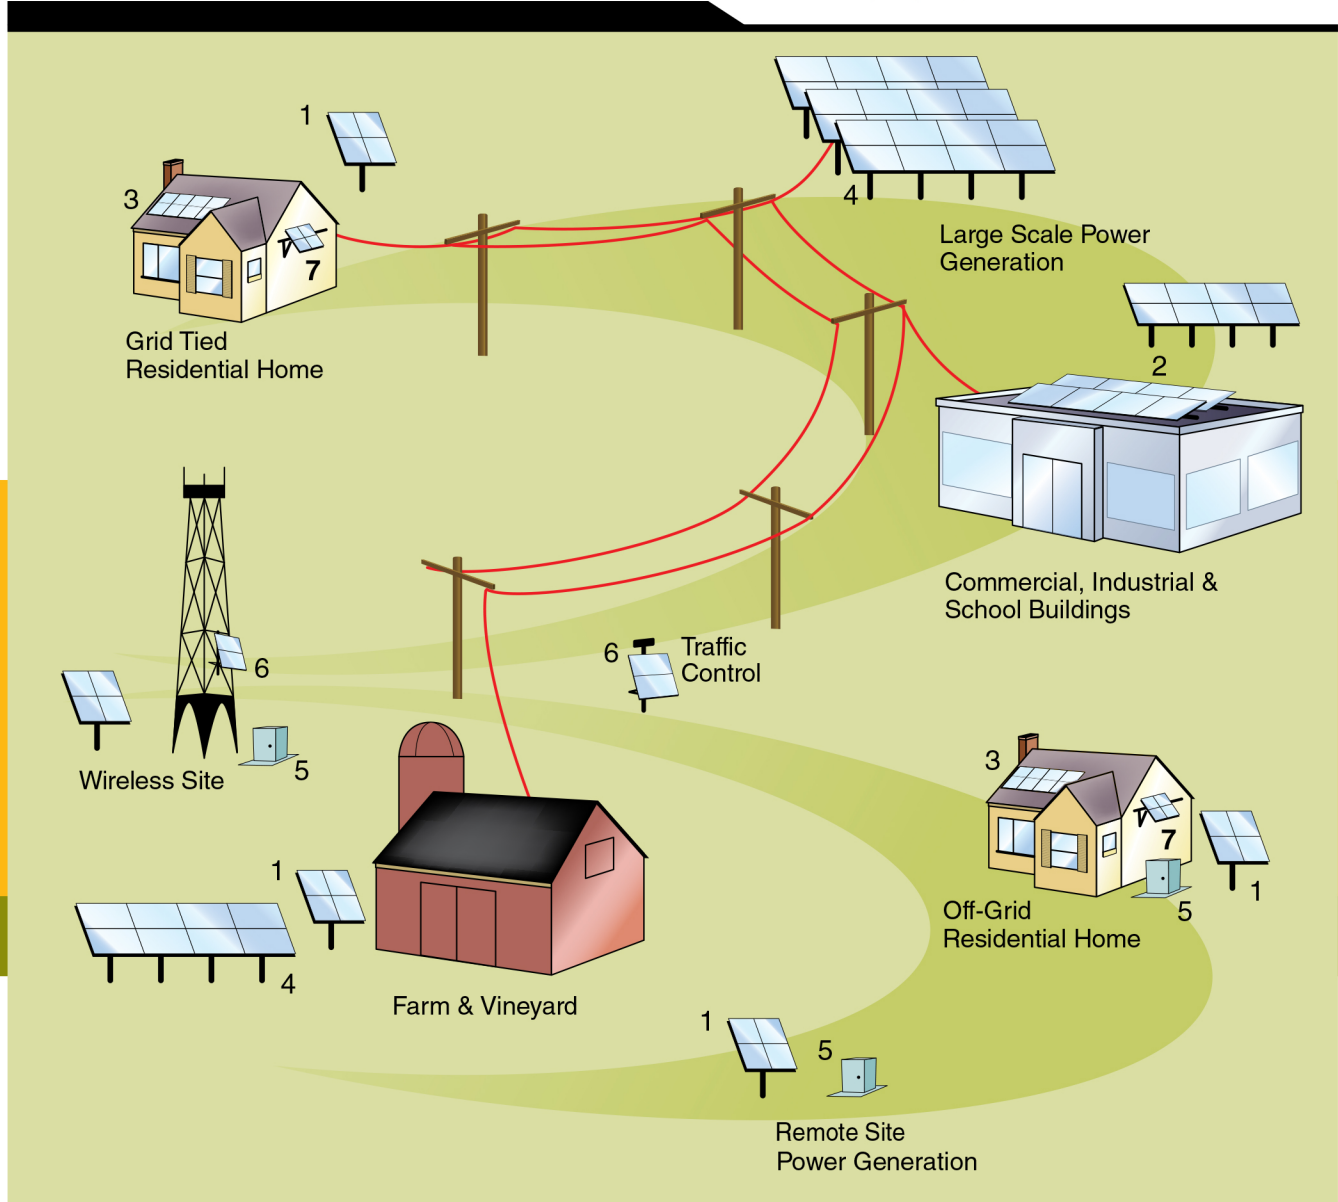 1
3
7
Grid Tied
Residential Home
4
Large Scale Power
Generation
2
Commercial, Industrial &
School Buildings
6
Traffic
Control
6
5
Wireless Site
3
7
1
5
Off-Grid
Residential Home
1
4
Farm & Vineyard
1
5
Remote Site
Power Generation